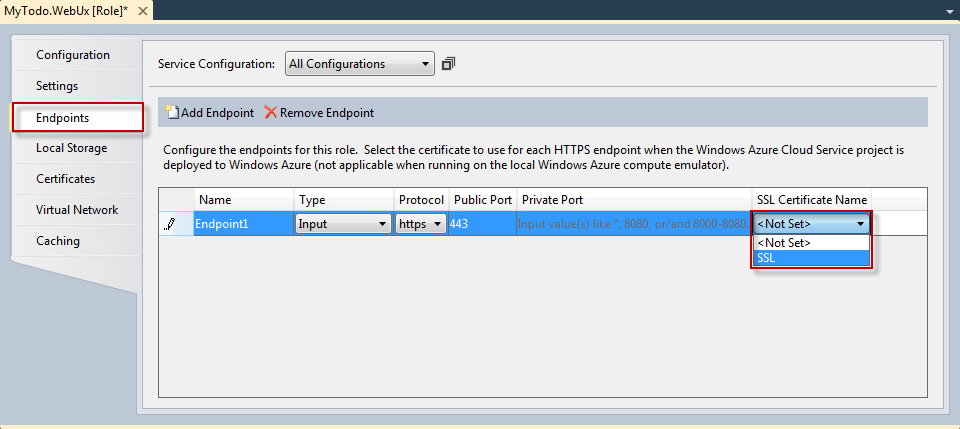 MyTodo.WebUx [Role]*
Configuration
Settings
Endpoints
Local Storage
Certificates
Virtual Network
Caching
Service Configuration: All Configurations
Add Endpoint Remove Endpoint
Configure the endpoints for this role. Select the certificate to use for each HTTPS endpoint when the Windows Azure Cloud Service project is
deployed to Windows Azure (not applicable when running on the local Windows Azure compute emulator).
Name Type Protocol Public Port Private Port SSL Certificate Name
Endpoint1 Input https 443 Input value(s) like *, 8080, or/and 8000-8080. <Not Set>
<Not Set>
SSL